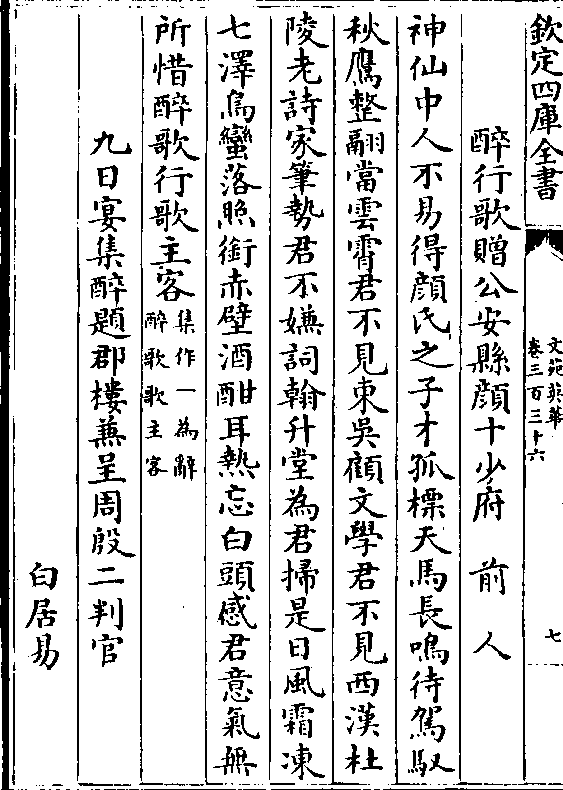 欽定四庫全書
文苑英華
卷三百三十六
七
醉行歌贈公安縣顔十少府　前人
神仙中人不易得顔氏之子才孤標天馬長鳴待駕馭
秋鷹整翮當雲霄君不見東吳顧文學君不見西漢杜
陵老詩家筆勢君不嫌詞翰升堂為君掃是日風霜凍
七澤烏蠻落照銜赤壁酒酣耳熱忘白頭感君意氣無
所惜醉歌行歌主客集作一為辭
醉歌歌主客
九日宴集醉題郡樓蕪呈周殷二判官
白居易